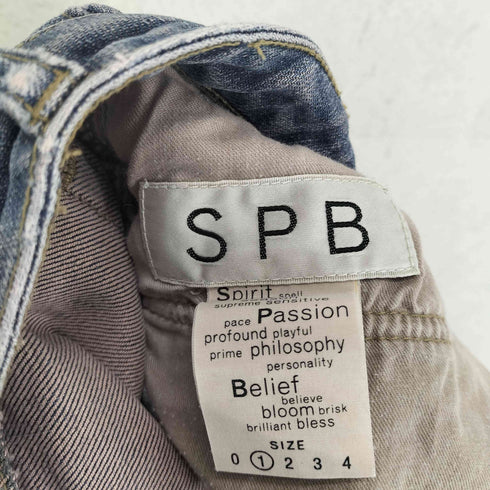 SPB
Spirit spell
supreme sensitive
pace Passion
profound playful
prime philosophy
personality
Belief
believe
bloom brisk
brilliant bless
SIZE
0 1 2 3 4